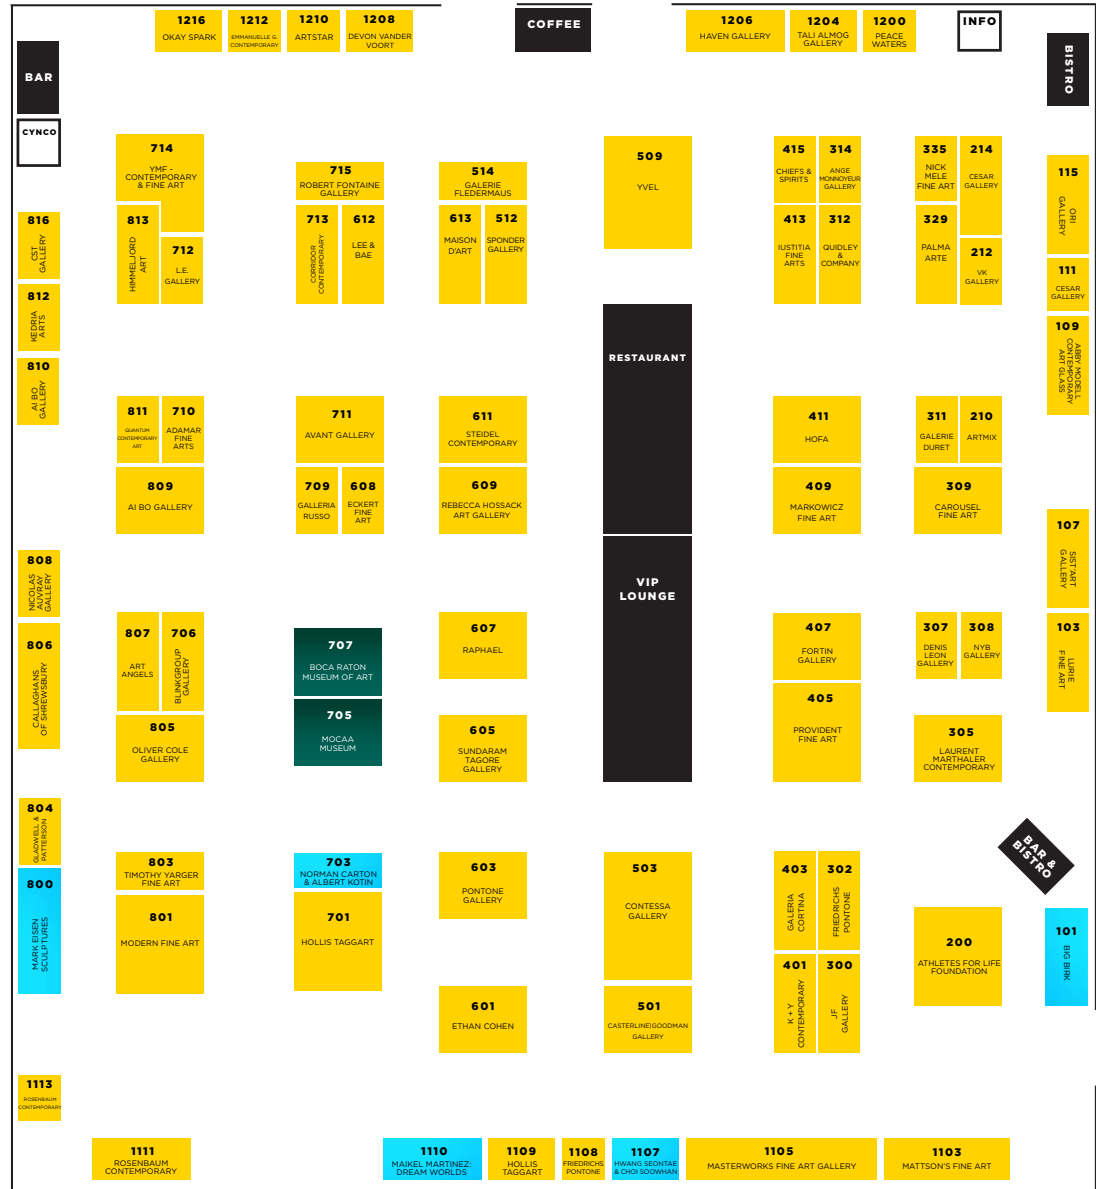 1216
OKAY SPARK
1212
EMMANUELLE G.
CONTEMPORARY
1210
ARTSTAR
1208
DEVON VANDER
VOORT
COFFEE
1206
HAVEN GALLERY
1204
TALI ALMOG
GALLERY
1200
PEACE
WATERS
INFO
BAR
BISTRO
CYNCO
714
YMF -
CONTEMPORARY
& FINE ART
715
ROBERT FONTAINE
GALLERY
514
GALERIE
FLEDERMAUS
509
YVEL
415
CHIEFS &
SPIRITS
314
ANGE
MONNOYEUR
GALLERY
335
NICK
MELE
FINE ART
214
CESAR
GALLERY
115
ORI
GALLERY
816
CST
GALLERY
813
HIMMELJORD
ART
712
L.E.
GALLERY
713
CORRIDOR
CONTEMPORARY
612
LEE &
BAE
613
MAISON
D'ART
512
SPONDER
GALLERY
413
IUSTITIA
FINE
ARTS
312
QUIDLEY
&
COMPANY
329
PALMA
ARTE
212
VK
GALLERY
111
CESAR
GALLERY
812
KEDRIA
ARTS
109
ABBY MODELL
CONTEMPORARY
ART GLASS
RESTAURANT
810
AI BO
GALLERY
811
QUANTUM
CONTEMPORARY
ART
710
ADAMAR
FINE
ARTS
711
AVANT GALLERY
611
STEIDEL
CONTEMPORARY
411
HOFA
311
GALERIE
DURET
210
ARTMIX
809
AI BO GALLERY
709
GALLERIA
RUSSO
608
ECKERT
FINE
ART
609
REBECCA HOSSACK
ART GALLERY
409
MARKOWICZ
FINE ART
309
CAROUSEL
FINE ART
107
SIST'ART
GALLERY
808
NICOLAS
AUVRAY
GALLERY
VIP
LOUNGE
806
CALLAGHANS
OF SHREWSBURY
807
ART
ANGELS
706
BLINKGROUP
GALLERY
707
BOCA RATON
MUSEUM OF ART
607
RAPHAEL
407
FORTIN
GALLERY
307
DENIS
LEON
GALLERY
308
NYB
GALLERY
103
LURIE
FINE ART
705
MOCAA
MUSEUM
405
PROVIDENT
FINE ART
805
OLIVER COLE
GALLERY
605
SUNDARAM
TAGORE
GALLERY
305
LAURENT
MARTHALER
CONTEMPORARY
804
GLADWELL &
PATTERSON
BAR &
BISTRO
803
TIMOTHY YARGER
FINE ART
703
NORMAN CARTON
& ALBERT KOTIN
603
PONTONE
GALLERY
503
CONTESSA
GALLERY
403
GALERIA
CORTINA
302
FRIEDRICHS
PONTONE
800
MARK EISEN
SCULPTURES
801
MODERN FINE ART
701
HOLLIS TAGGART
200
ATHLETES FOR LIFE
FOUNDATION
101
BIG BIRK
601
ETHAN COHEN
501
CASTERLINE|GOODMAN
GALLERY
401
K + Y
CONTEMPORARY
300
JF
GALLERY
1113
ROSENBAUM
CONTEMPORARY
1111
ROSENBAUM
CONTEMPORARY
1110
MAIKEL MARTINEZ:
DREAM WORLDS
1109
HOLLIS
TAGGART
1108
FRIEDRICHS
PONTONE
1107
HWANG SEONTAE
& CHOI SOOWHAN
1105
MASTERWORKS FINE ART GALLERY
1103
MATTSON'S FINE ART